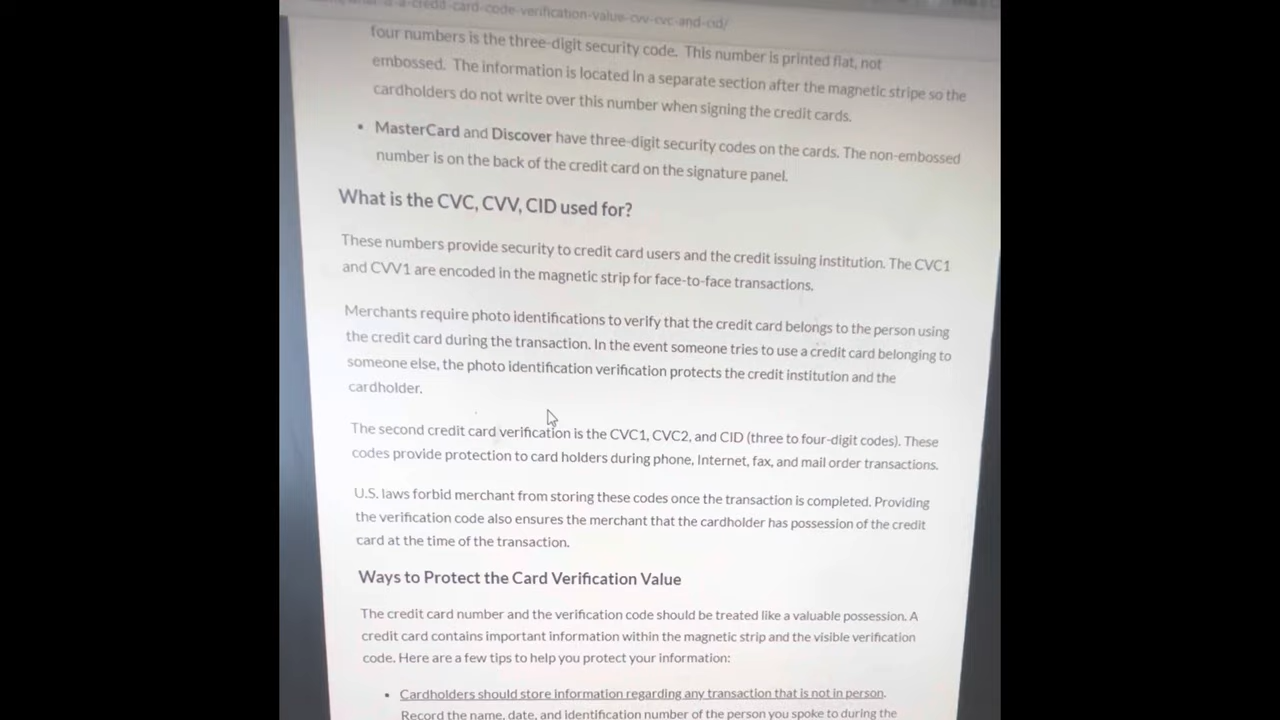 a-credit-card-code-verification-value-cvv-cvc-and-cid/
four numbers is the three-digit security code. This number is printed flat, not
embossed. The information is located in a separate section after the magnetic stripe so the
cardholders do not write over this number when signing the credit cards.
• MasterCard and Discover have three-digit security codes on the cards. The non-embossed
number is on the back of the credit card on the signature panel.
What is the CVC, CVV, CID used for?
These numbers provide security to credit card users and the credit issuing institution. The CVC1
and CVV1 are encoded in the magnetic strip for face-to-face transactions.
Merchants require photo identifications to verify that the credit card belongs to the person using
the credit card during the transaction. In the event someone tries to use a credit card belonging to
someone else, the photo identification verification protects the credit institution and the
cardholder.
The second credit card verification is the CVC1, CVC2, and CID (three to four-digit codes). These
codes provide protection to card holders during phone, Internet, fax, and mail order transactions.
U.S. laws forbid merchant from storing these codes once the transaction is completed. Providing
the verification code also ensures the merchant that the cardholder has possession of the credit
card at the time of the transaction.
Ways to Protect the Card Verification Value
The credit card number and the verification code should be treated like a valuable possession. A
credit card contains important information within the magnetic strip and the visible verification
code. Here are a few tips to help you protect your information:
• Cardholders should store information regarding any transaction that is not in person.
Record the name, date, and identification number of the person you spoke to during the